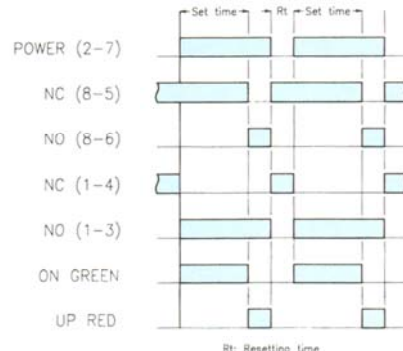 Set time Rt Set time
POWER (2-7)
NC (8-5)
NO (8-6)
NC (1-4)
NO (1-3)
ON GREEN
UP RED
Rt: Resetting time